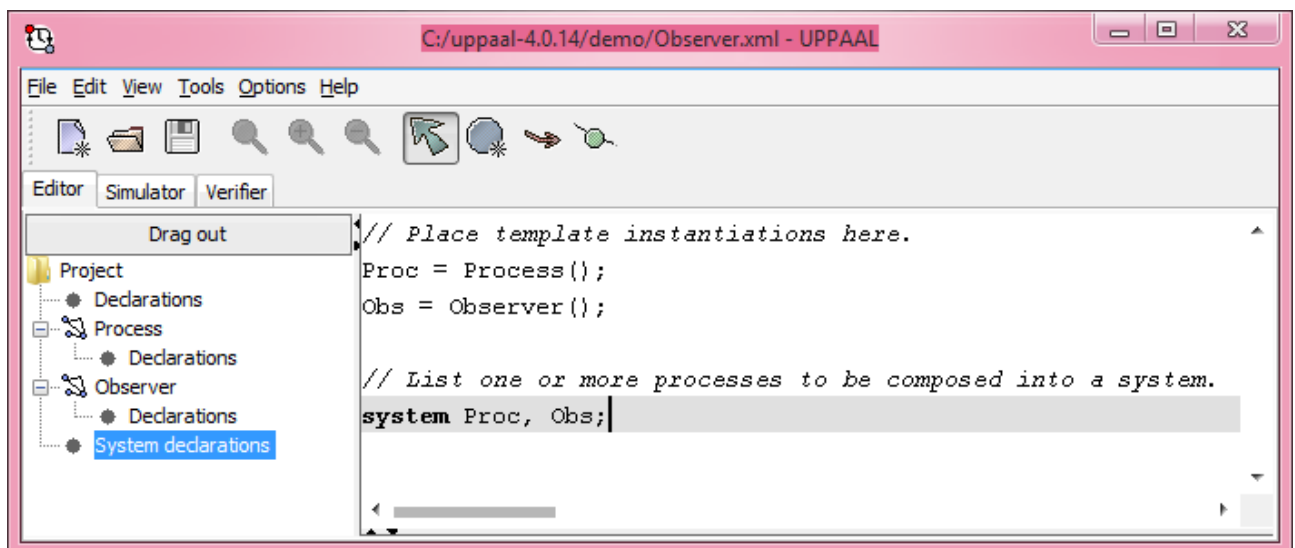 C:/uppaal-4.0.14/demo/Observer.xml - UPPAAL
File Edit View Tools Options Help
Editor Simulator Verifier
Drag out
Project
Declarations
Process
Declarations
Observer
Declarations
System declarations
// Place template instantiations here.
Proc = Process();
Obs = Observer();
// List one or more processes to be composed into a system.
system Proc, Obs;